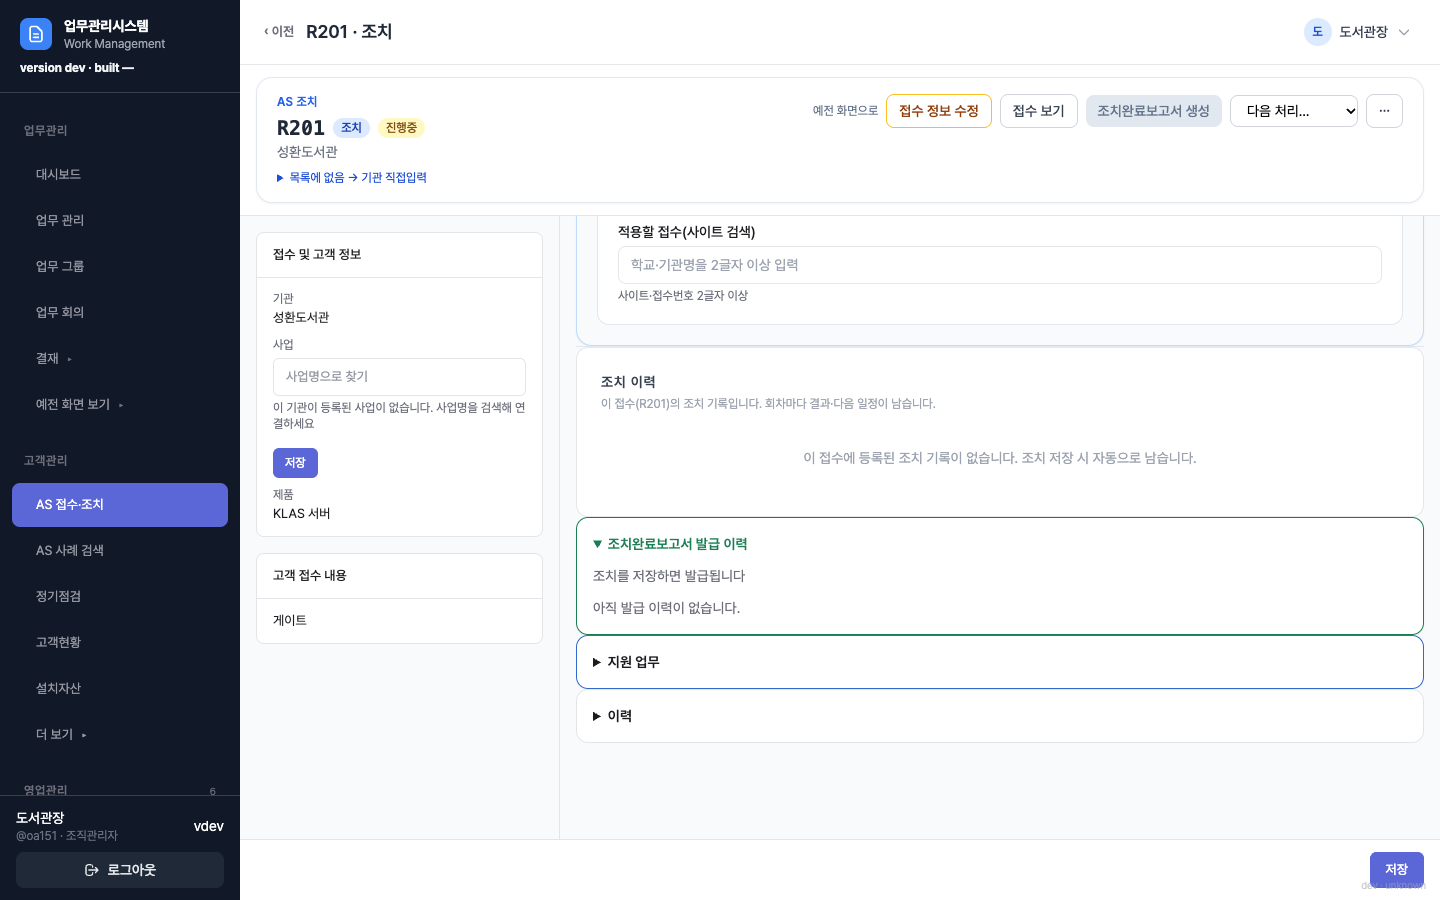 업무관리시스템
Work Management
version dev · built —
업무관리
대시보드
업무 관리
업무 그룹
업무 회의
결재 ▸
예전 화면 보기 ▸
고객관리
AS 접수·조치
AS 사례 검색
정기점검
고객현황
설치자산
더 보기 ▸
영업관리 6
도서관장
@oa151 · 조직관리자
vdev
로그아웃
‹ 이전 R201 · 조치
도 도서관장
AS 조치
R201 조치 진행중
성환도서관
▶ 목록에 없음 → 기관 직접입력
예전 화면으로 접수 정보 수정 접수 보기 조치완료보고서 생성 다음 처리... ...
접수 및 고객 정보
기관
성환도서관
사업
사업명으로 찾기
이 기관이 등록된 사업이 없습니다. 사업명을 검색해 연
결하세요
저장
제품
KLAS 서버
고객 접수 내용
게이트
적용할 접수(사이트 검색)
학교·기관명을 2글자 이상 입력
사이트·접수번호 2글자 이상
조치 이력
이 접수(R201)의 조치 기록입니다. 회차마다 결과·다음 일정이 남습니다.
이 접수에 등록된 조치 기록이 없습니다. 조치 저장 시 자동으로 남습니다.
▼ 조치완료보고서 발급 이력
조치를 저장하면 발급됩니다
아직 발급 이력이 없습니다.
▶ 지원 업무
▶ 이력
저장